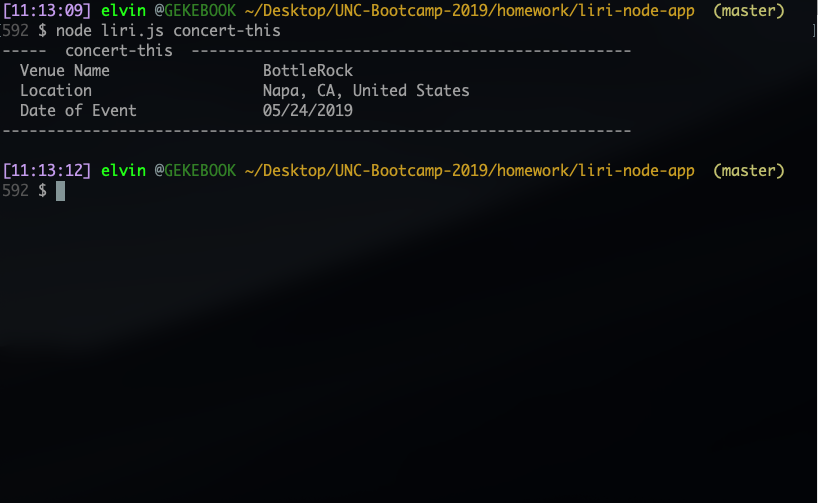 [11:13:09] elvin @GEKEBOOK ~/Desktop/UNC-Bootcamp-2019/homework/liri-node-app (master)
[592 $ node liri.js concert-this ]
----- concert-this -------------------------------------------------
Venue Name BottleRock
Location Napa, CA, United States
Date of Event 05/24/2019
----------------------------------------------------------------------
[11:13:12] elvin @GEKEBOOK ~/Desktop/UNC-Bootcamp-2019/homework/liri-node-app (master)
592 $